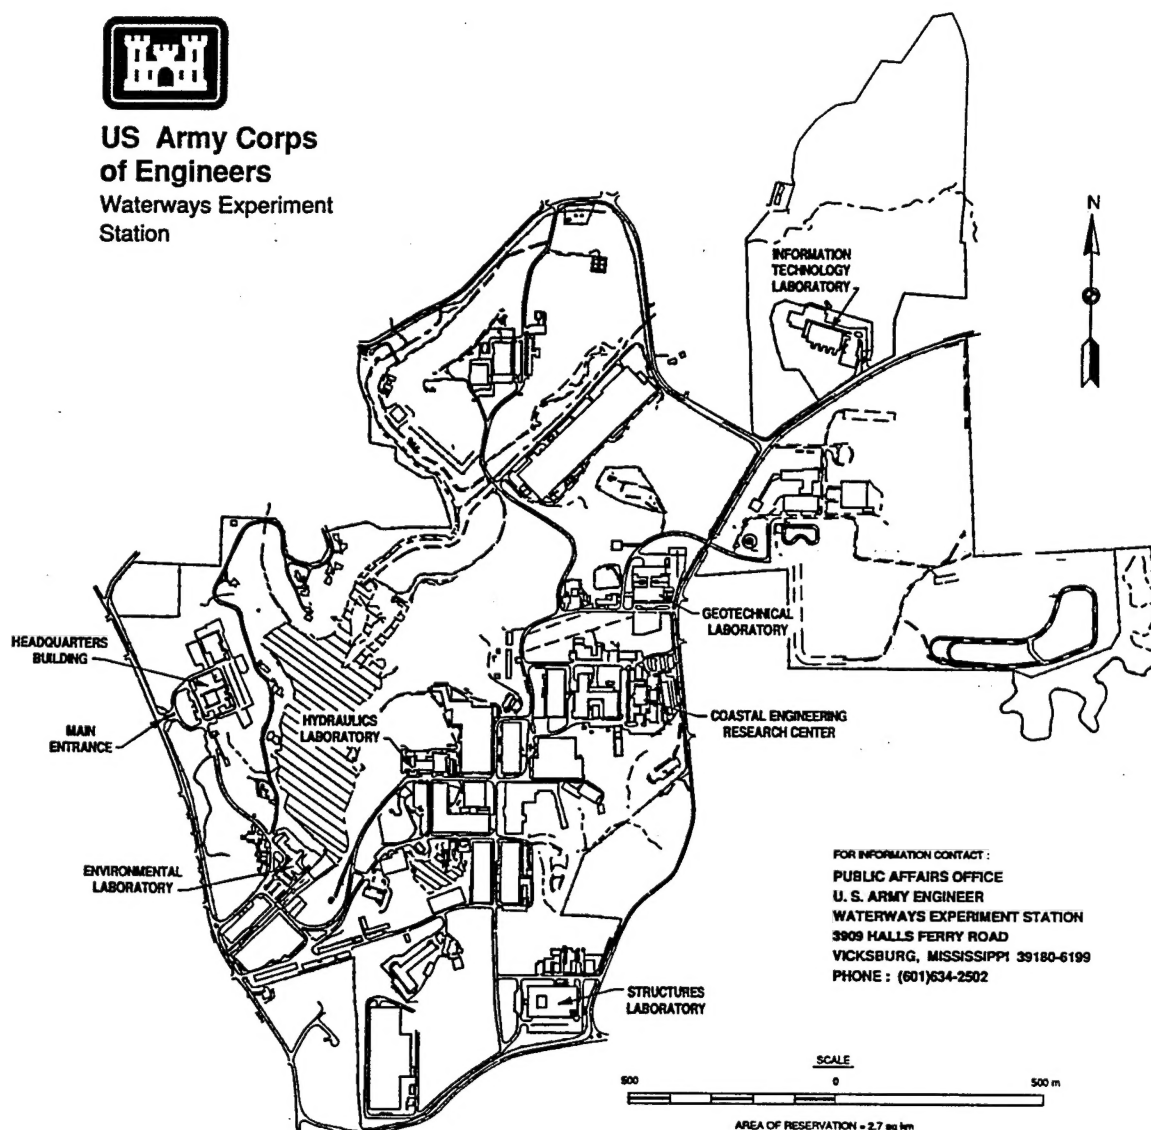 US Army Corps
of Engineers
Waterways Experiment
Station
N
INFORMATION
TECHNOLOGY
LABORATORY
HEADQUARTERS
BUILDING
MAIN
ENTRANCE
HYDRAULICS
LABORATORY
GEOTECHNICAL
LABORATORY
COASTAL ENGINEERING
RESEARCH CENTER
ENVIRONMENTAL
LABORATORY
STRUCTURES
LABORATORY
FOR INFORMATION CONTACT :
PUBLIC AFFAIRS OFFICE
U. S. ARMY ENGINEER
WATERWAYS EXPERIMENT STATION
3909 HALLS FERRY ROAD
VICKSBURG, MISSISSIPPI 39180-6199
PHONE : (601)634-2502
SCALE
500 0 500 m
AREA OF RESERVATION = 2.7 sq km